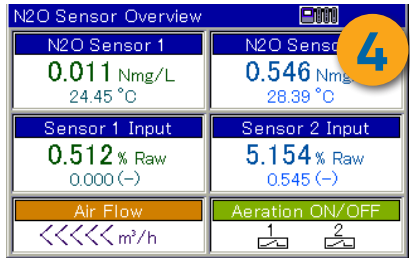 N2O Sensor Overview
4
N2O Sensor 1
0.011 Nmg/L
24.45 °C
N2O
0.546
28.39 °C
Sensor 1 Input
0.512 % Raw
0.000 (-)
Sensor 2 Input
5.154 % Raw
0.545 (-)
Air Flow
<<<<< m³/h
Aeration ON/OFF
1 2